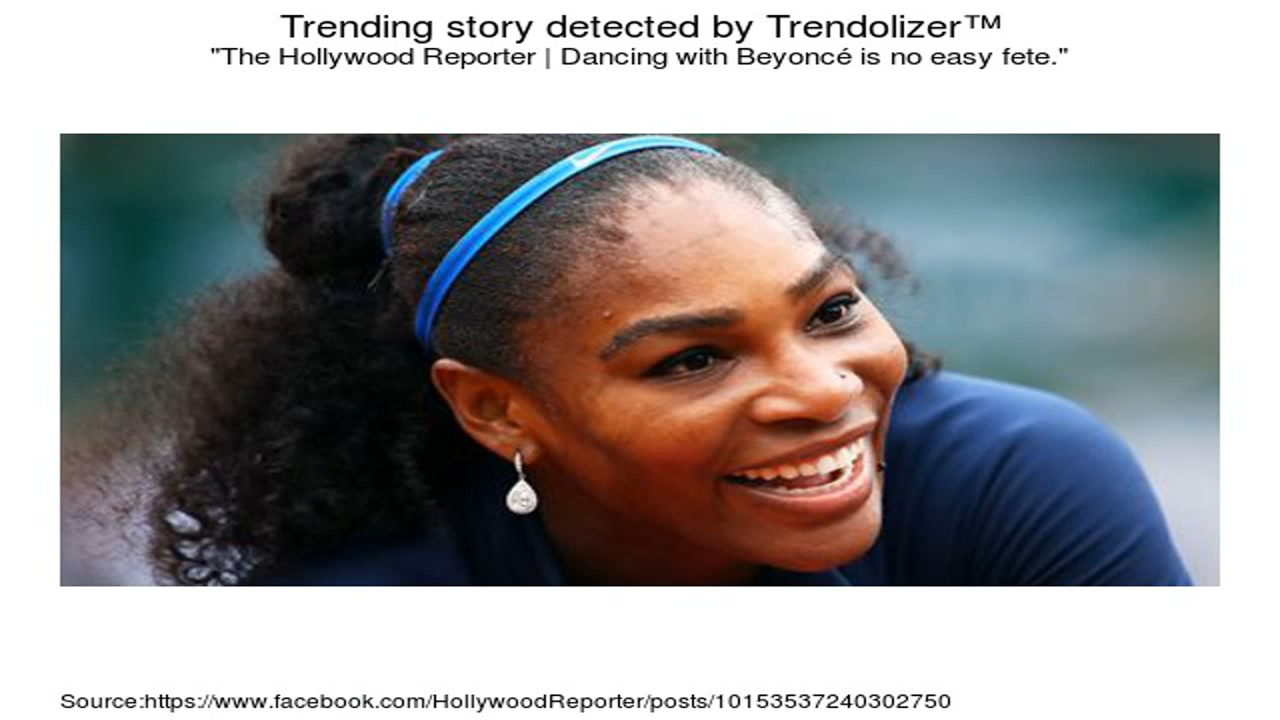 Trending story detected by Trendolizer™
"The Hollywood Reporter | Dancing with Beyoncé is no easy fete."
Source:https://www.facebook.com/HollywoodReporter/posts/10153537240302750